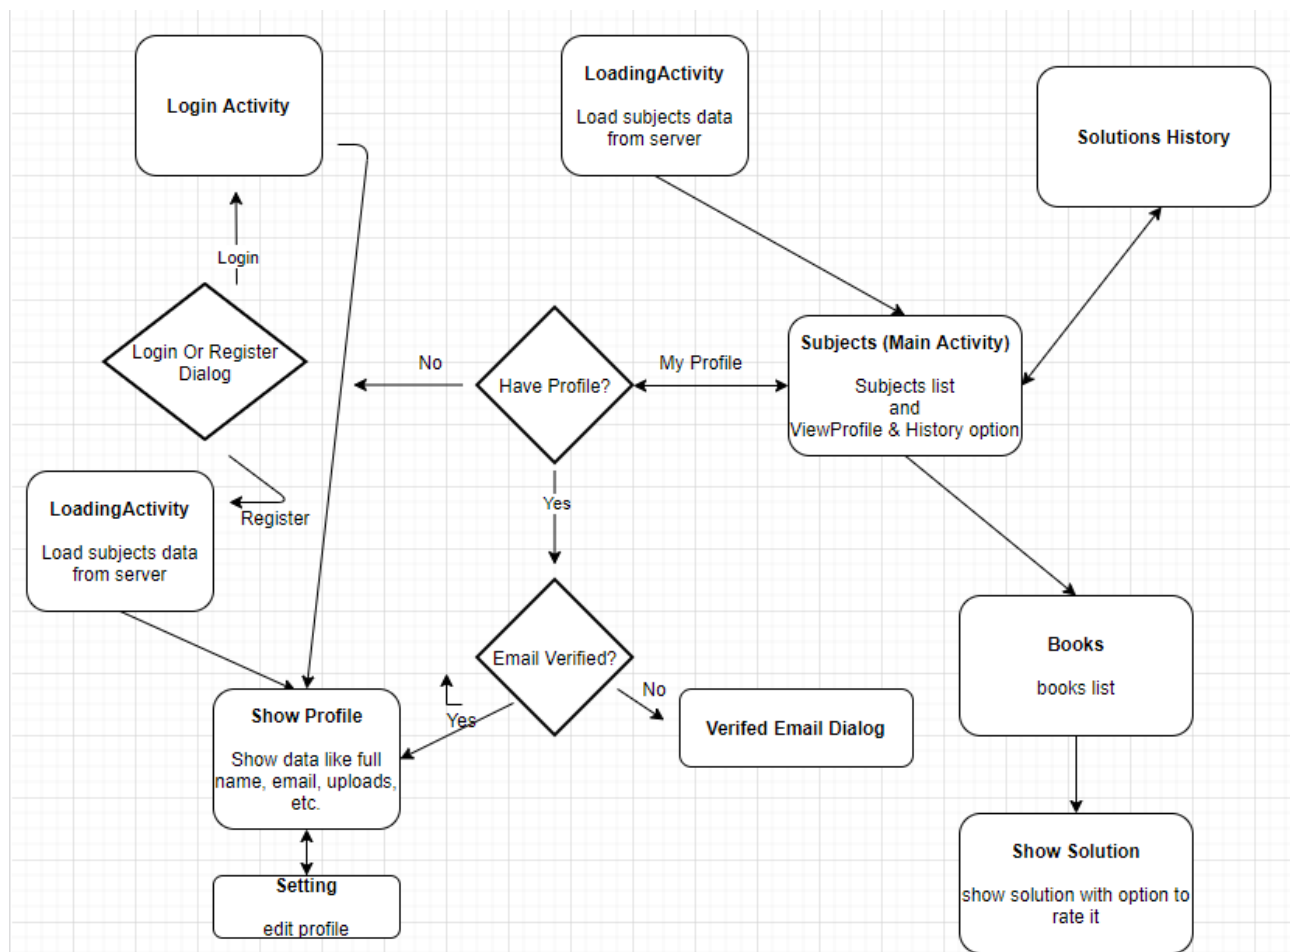 Login Activity
LoadingActivity
Load subjects data
from server
Solutions History
Login
Login Or Register
Dialog
No
Have Profile?
My Profile
Subjects (Main Activity)
Subjects list
and
ViewProfile & History option
LoadingActivity
Load subjects data
from server
Register
Yes
Email Verified?
No
Yes
Verifed Email Dialog
Books
books list
Show Profile
Show data like full
name, email, uploads,
etc.
Setting
edit profile
Show Solution
show solution with option to
rate it